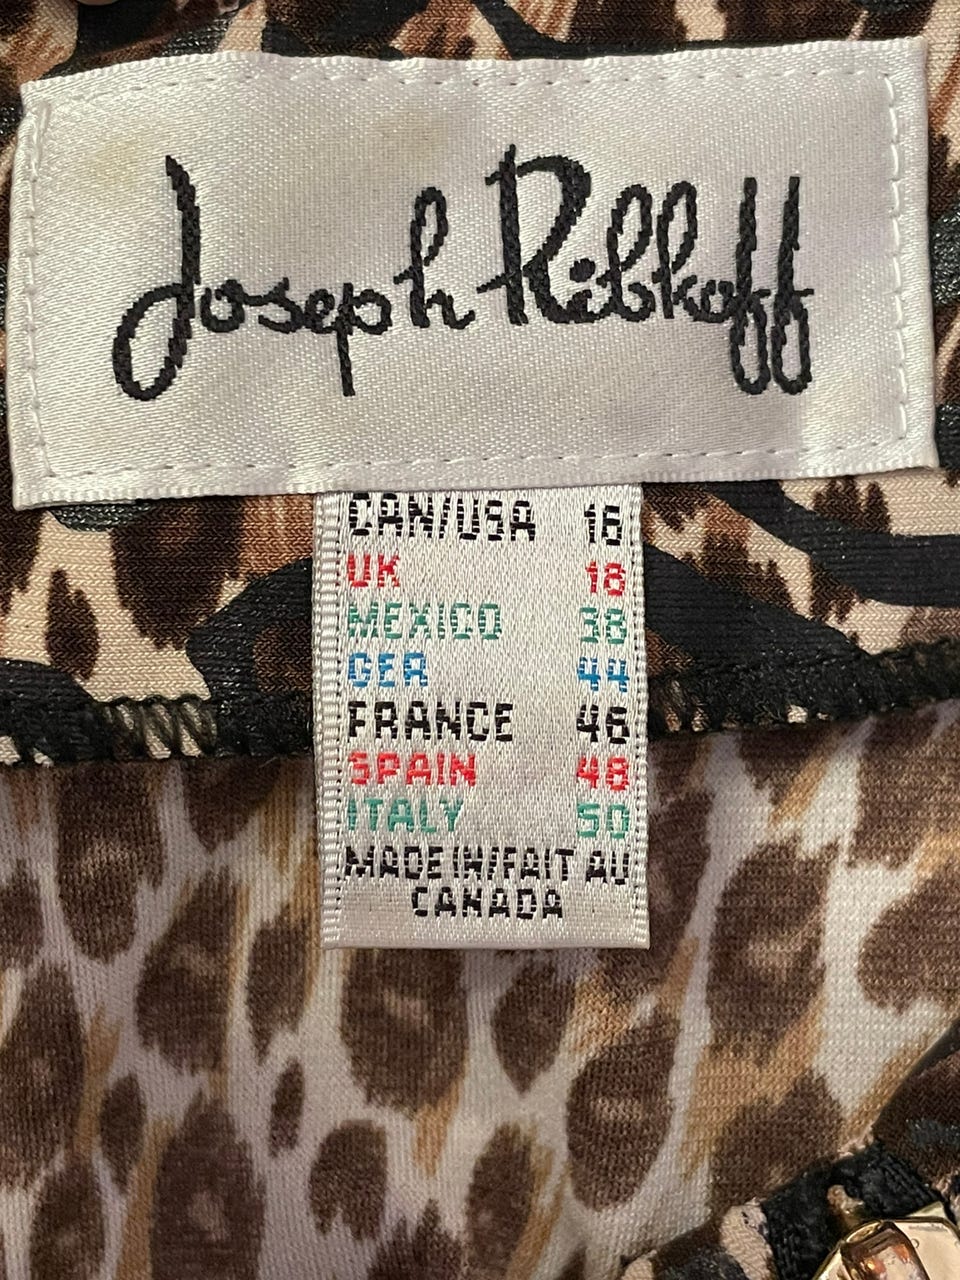 Joseph Ribkoff
CAN/USA 16
UK 18
MEXICO 38
GER 44
FRANCE 46
SPAIN 48
ITALY 50
MADE IN/FAIT AU
CANADA